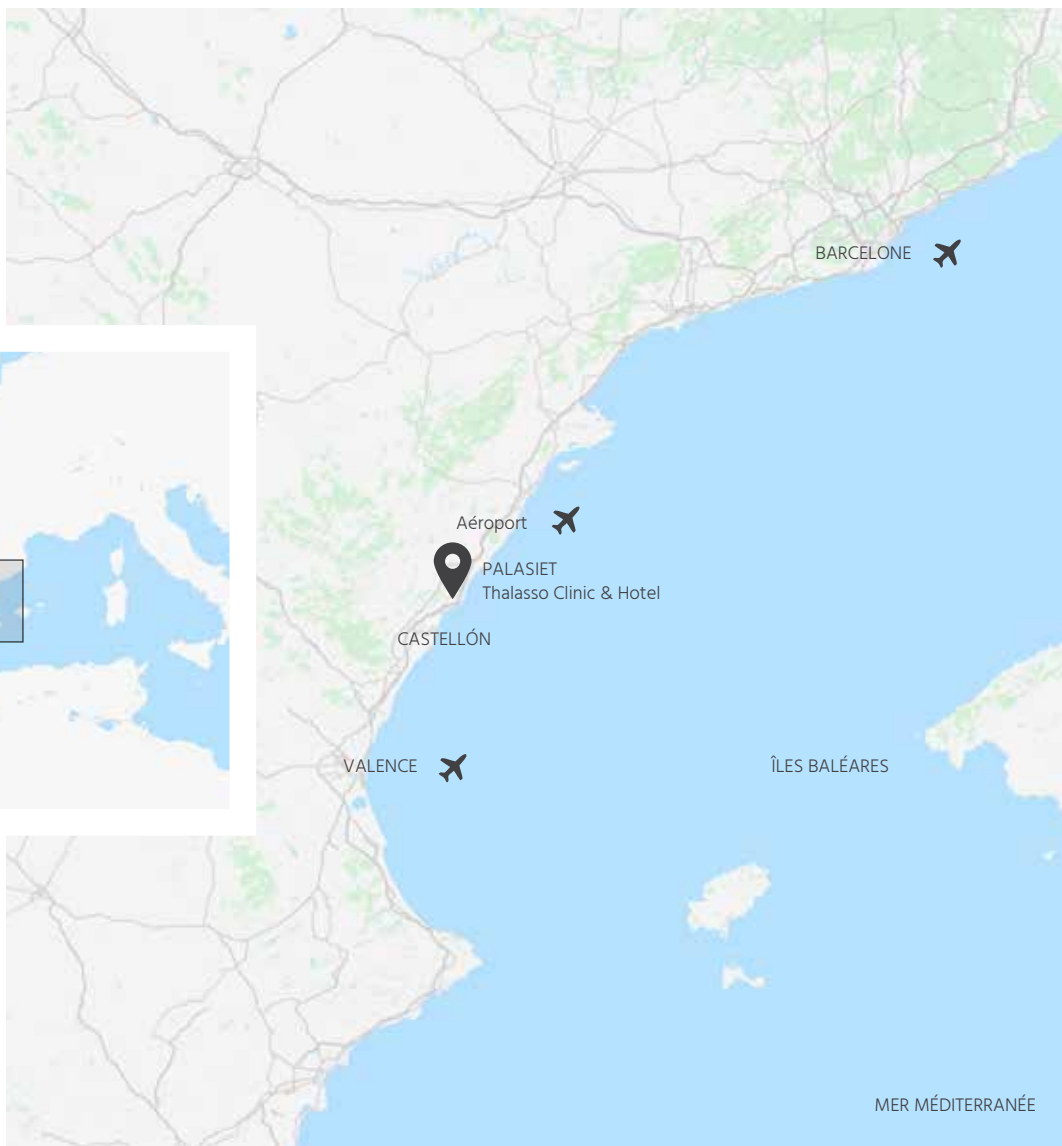 BARCELONE
Aéroport
PALASIET
Thalasso Clinic & Hotel
CASTELLÓN
VALENCE
ÎLES BALÉARES
MER MÉDITERRANÉE